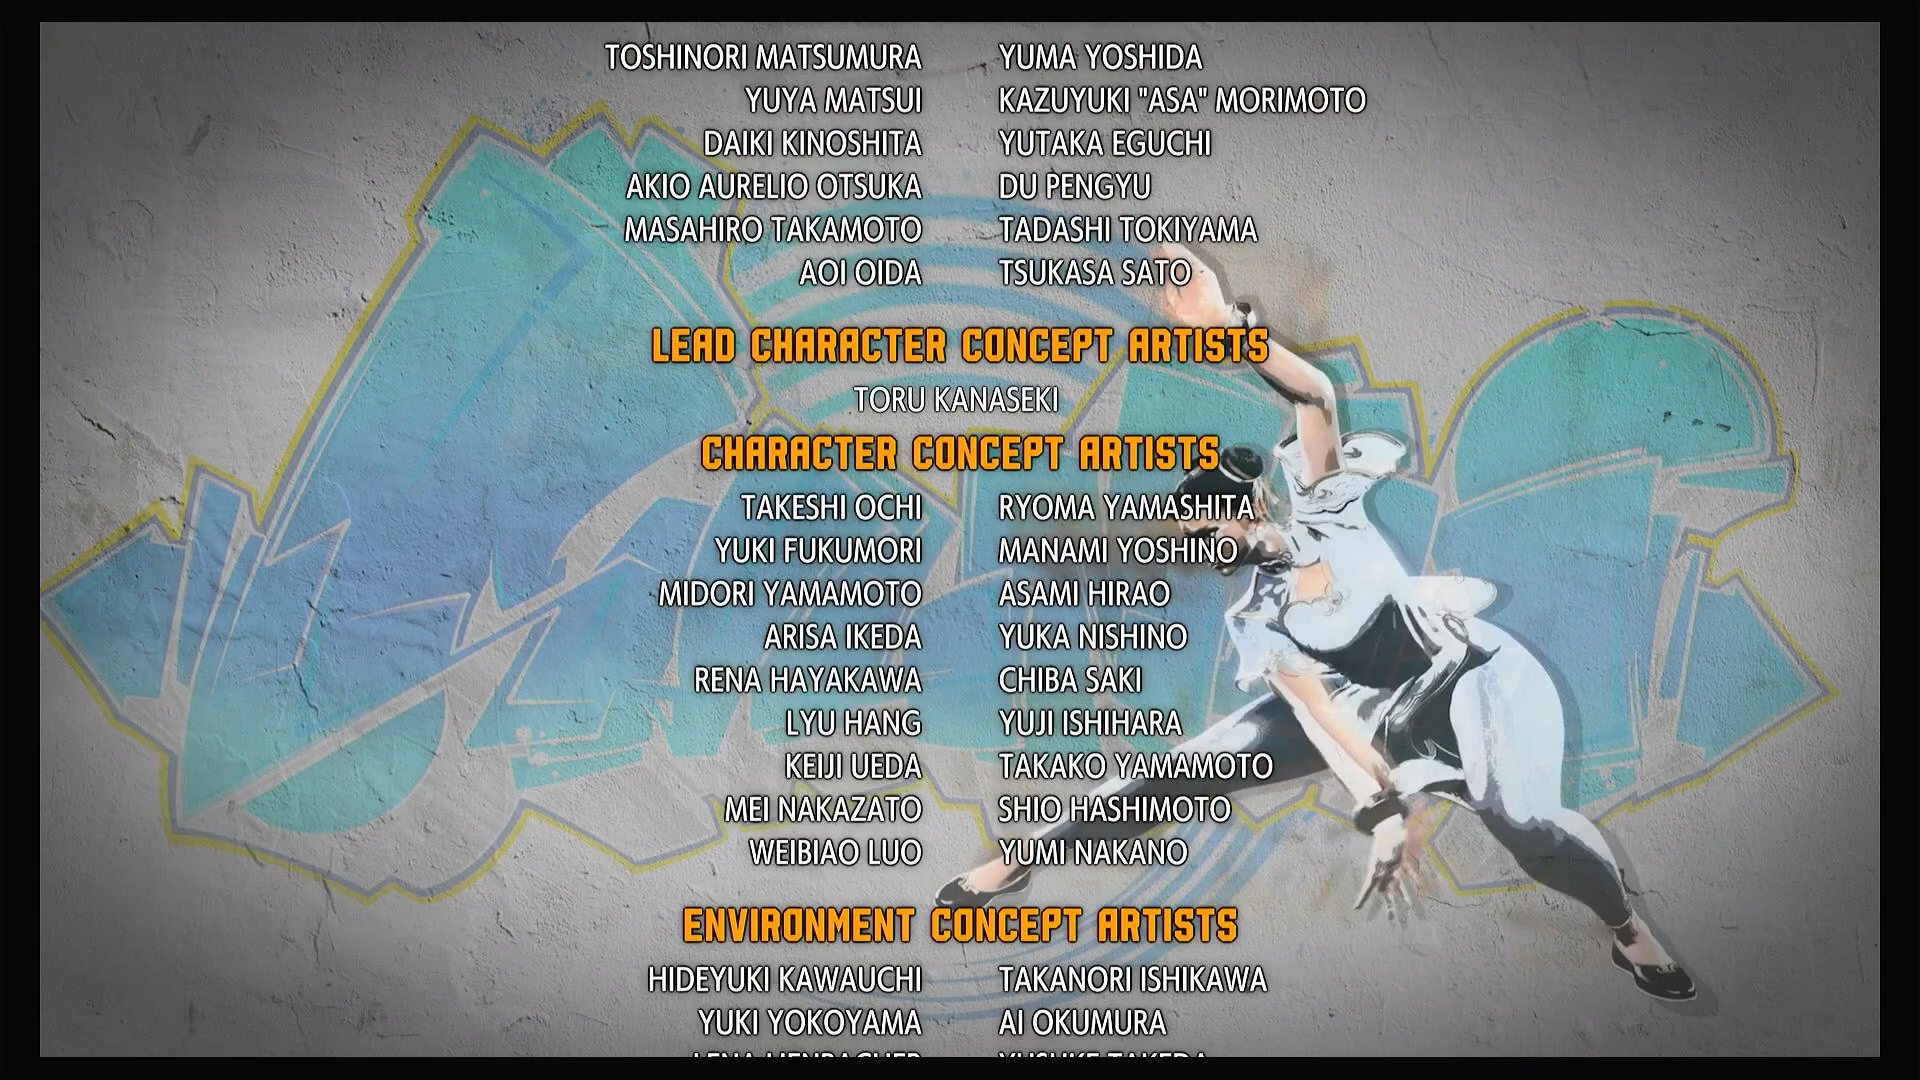 TOSHINORI MATSUMURA YUMA YOSHIDA
YUYA MATSUI KAZUYUKI "ASA" MORIMOTO
DAIKI KINOSHITA YUTAKA EGUCHI
AKIO AURELIO OTSUKA DU PENGYU
MASAHIRO TAKAMOTO TADASHI TOKIYAMA
AOI OIDA TSUKASA SATO
LEAD CHARACTER CONCEPT ARTISTS
TORU KANASEKI
CHARACTER CONCEPT ARTISTS
TAKESHI OCHI RYOMA YAMASHITA
YUKI FUKUMORI MANAMI YOSHINO
MIDORI YAMAMOTO ASAMI HIRAO
ARISA IKEDA YUKA NISHINO
RENA HAYAKAWA CHIBA SAKI
LYU HANG YUJI ISHIHARA
KEIJI UEDA TAKAKO YAMAMOTO
MEI NAKAZATO SHIO HASHIMOTO
WEIBIAO LUO YUMI NAKANO
ENVIRONMENT CONCEPT ARTISTS
HIDEYUKI KAWAUCHI TAKANORI ISHIKAWA
YUKI YOKOYAMA AI OKUMURA
YUSUKE TAKEDA